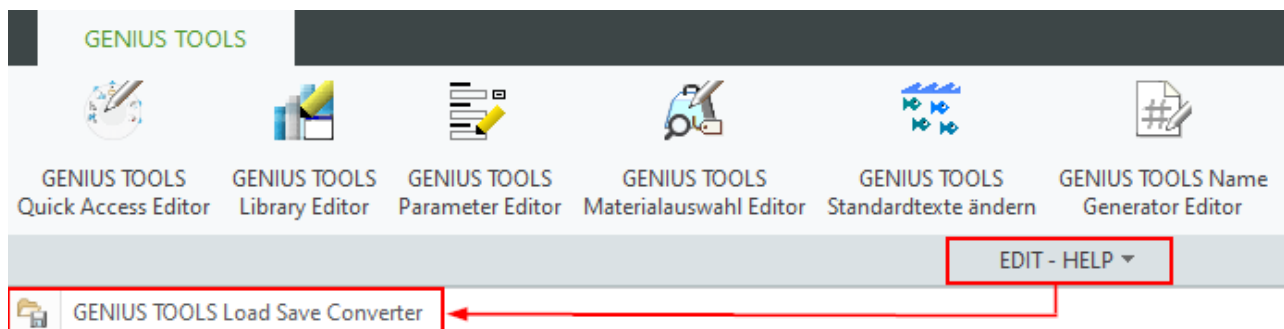 GENIUS TOOLS
GENIUS TOOLS
Quick Access Editor
GENIUS TOOLS
Library Editor
GENIUS TOOLS
Parameter Editor
GENIUS TOOLS
Materialauswahl Editor
GENIUS TOOLS
Standardtexte ändern
GENIUS TOOLS Name
Generator Editor
EDIT - HELP
GENIUS TOOLS Load Save Converter